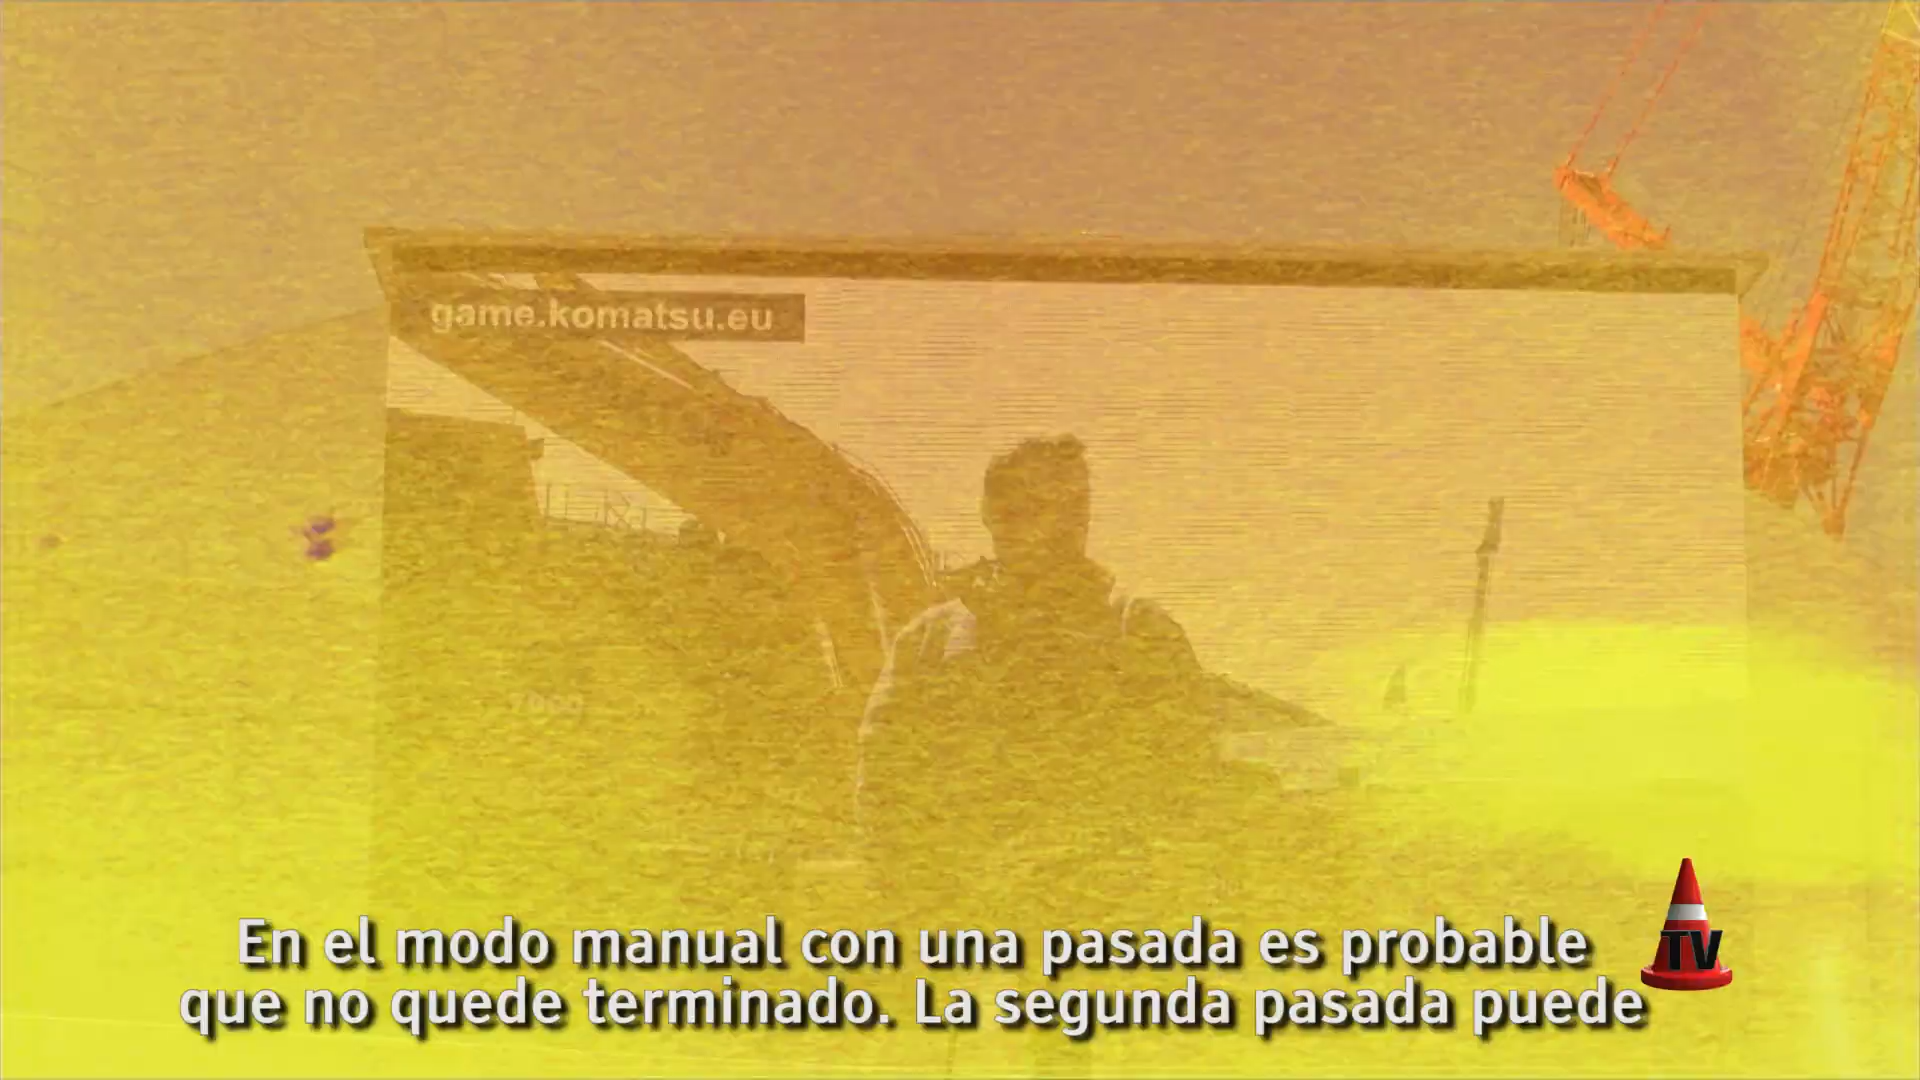 game.komatsu.eu
En el modo manual con una pasada es probable
que no quede terminado. La segunda pasada puede
TV